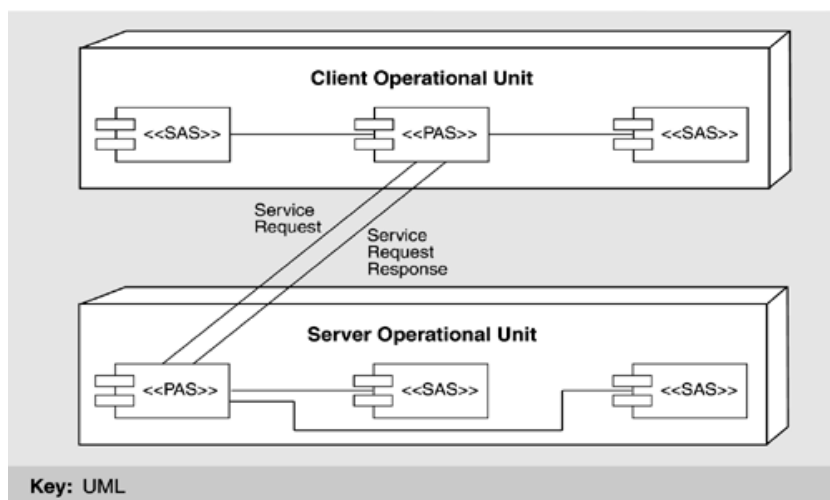 Client Operational Unit
<<SAS>>
<<PAS>>
<<SAS>>
Service
Request
Service
Request
Response
Server Operational Unit
<<PAS>>
<<SAS>>
<<SAS>>
Key: UML